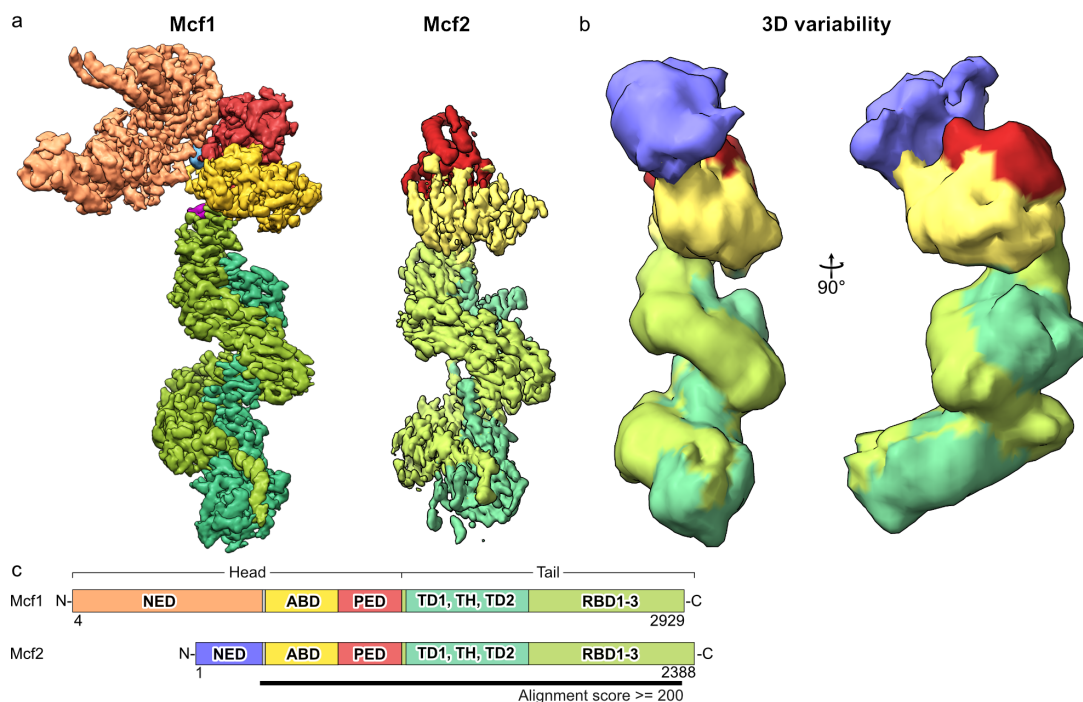 a Mcf1 Mcf2 b 3D variability
90°
c Head Tail
Mcf1 N- NED ABD PED TD1, TH, TD2 RBD1-3 -C
4 2929
Mcf2 N- NED ABD PED TD1, TH, TD2 RBD1-3 -C
1 2388
Alignment score >= 200